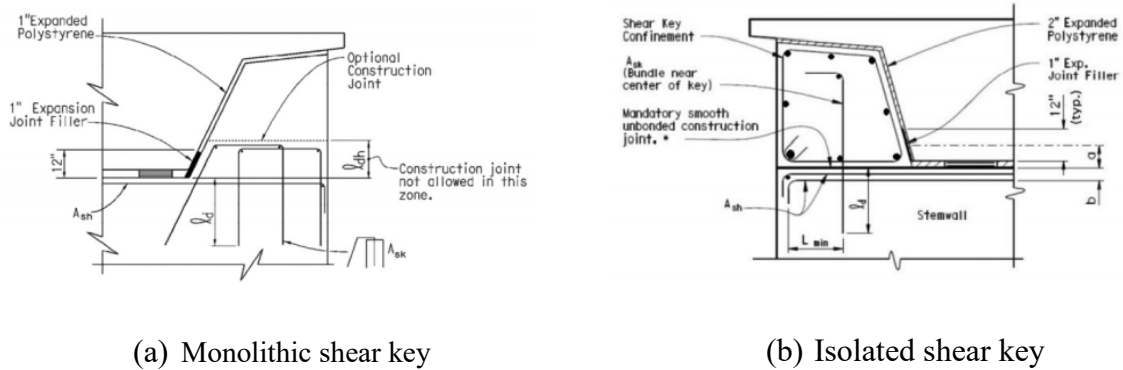 1"Expanded
Polystyrene
1" Expansion
Joint Filler
12"
Ash
ℓd
Optional
Construction
Joint
ℓdh
Construction joint
not allowed in this
zone.
Ask
Shear Key
Confinement
Ask
(Bundle near
center of key)
Mandatory smooth
unbonded construction
joint. *
Ash
L min
ℓd
2" Expanded
Polystyrene
1" Exp.
Joint Filler
12"
(typ.)
a
b
Stemwall
(a) Monolithic shear key
(b) Isolated shear key